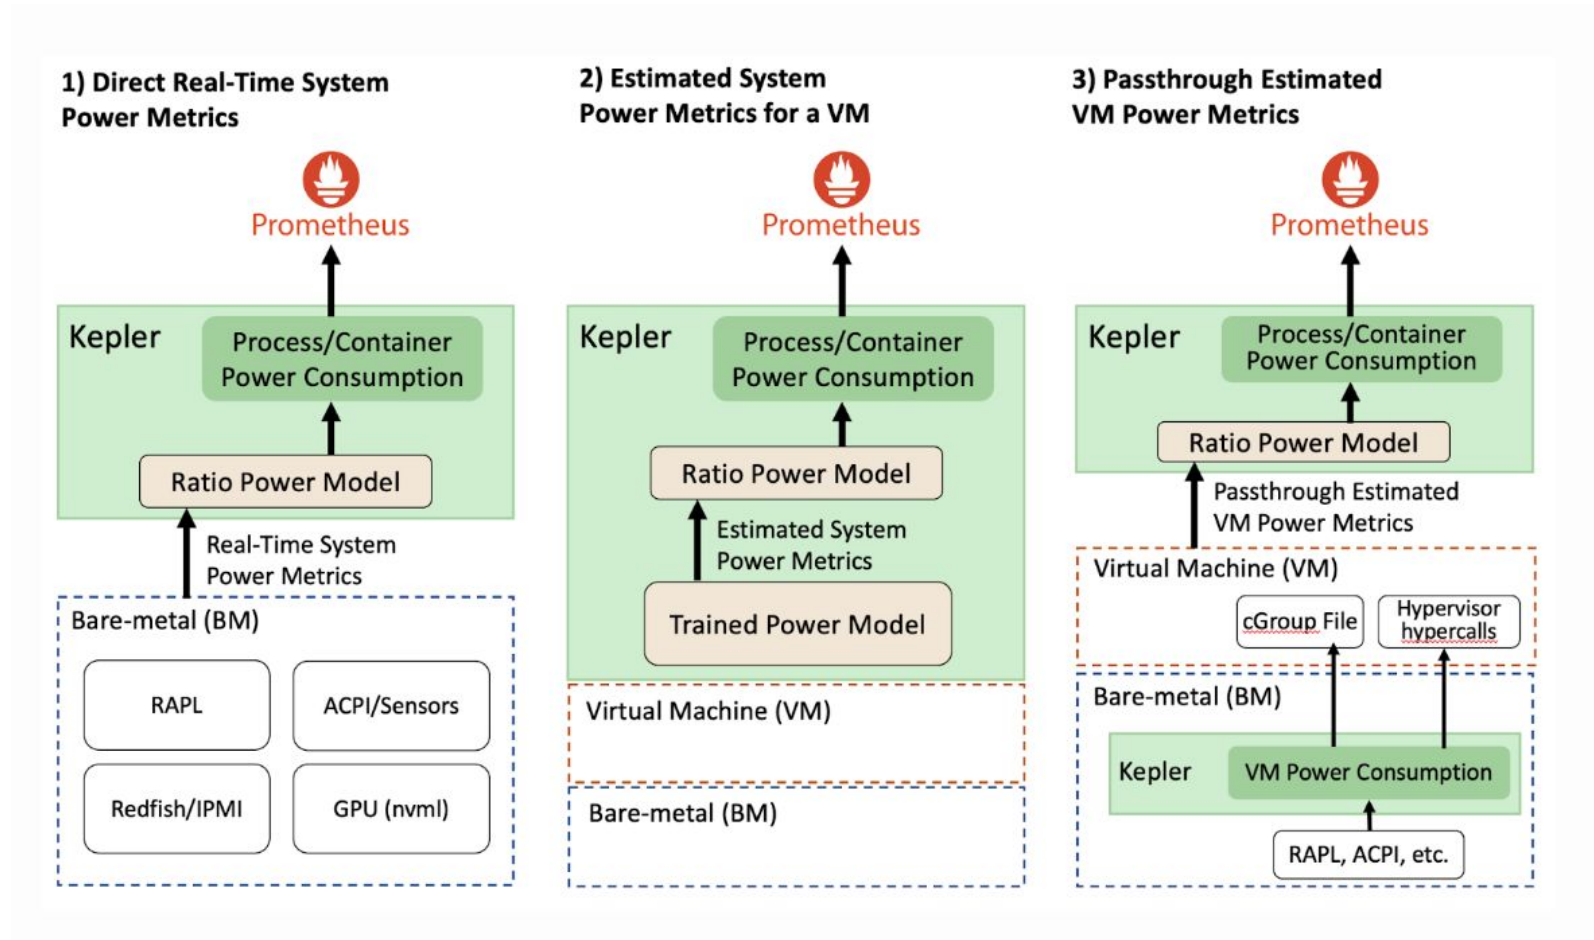 1) Direct Real-Time System
Power Metrics
Prometheus
Kepler
Process/Container
Power Consumption
Ratio Power Model
Real-Time System
Power Metrics
Bare-metal (BM)
RAPL
ACPI/Sensors
Redfish/IPMI
GPU (nvml)
2) Estimated System
Power Metrics for a VM
Prometheus
Kepler
Process/Container
Power Consumption
Ratio Power Model
Estimated System
Power Metrics
Trained Power Model
Virtual Machine (VM)
Bare-metal (BM)
3) Passthrough Estimated
VM Power Metrics
Prometheus
Kepler
Process/Container
Power Consumption
Ratio Power Model
Passthrough Estimated
VM Power Metrics
Virtual Machine (VM)
cGroup File
Hypervisor
hypercalls
Bare-metal (BM)
Kepler
VM Power Consumption
RAPL, ACPI, etc.